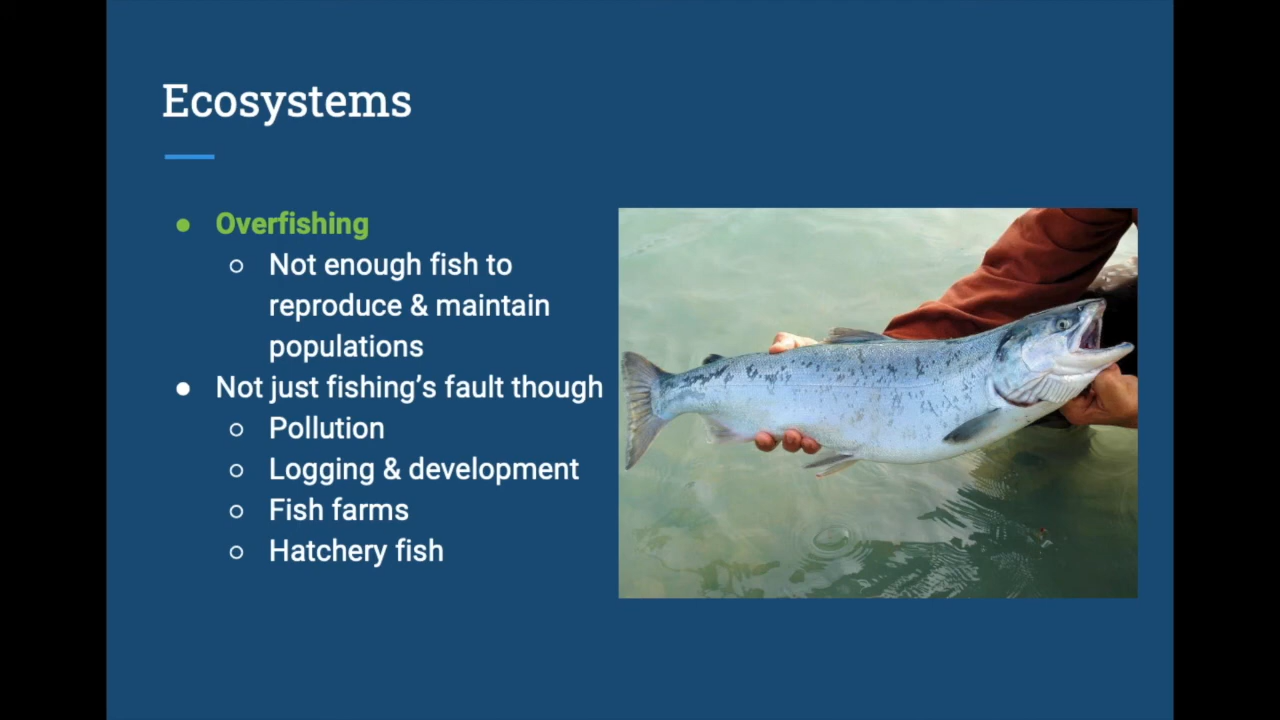 Ecosystems
● Overfishing
○ Not enough fish to
reproduce & maintain
populations
● Not just fishing’s fault though
○ Pollution
○ Logging & development
○ Fish farms
○ Hatchery fish